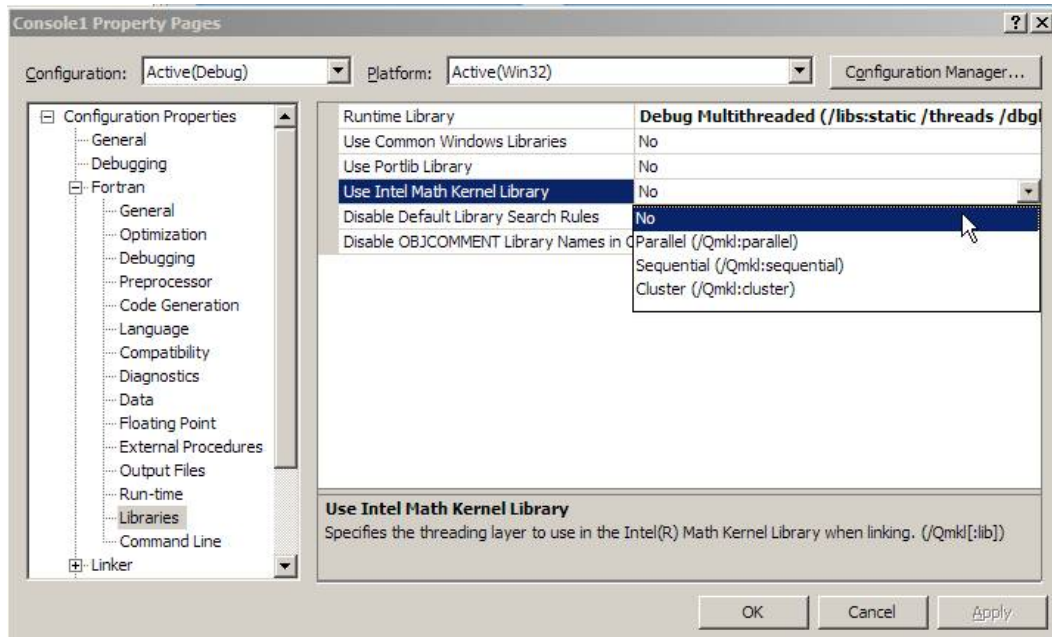 Console1 Property Pages
Configuration: Active(Debug) Platform: Active(Win32) Configuration Manager...
Configuration Properties
General
Debugging
Fortran
General
Optimization
Debugging
Preprocessor
Code Generation
Language
Compatibility
Diagnostics
Data
Floating Point
External Procedures
Output Files
Run-time
Libraries
Command Line
Linker
Runtime Library Debug Multithreaded (/libs:static /threads /dbgl
Use Common Windows Libraries No
Use Portlib Library No
Use Intel Math Kernel Library No
Disable Default Library Search Rules
Disable OBJCOMMENT Library Names in
No
Parallel (/Qmkl:parallel)
Sequential (/Qmkl:sequential)
Cluster (/Qmkl:cluster)
Use Intel Math Kernel Library
Specifies the threading layer to use in the Intel(R) Math Kernel Library when linking. (/Qmkl[:lib])
OK Cancel Apply